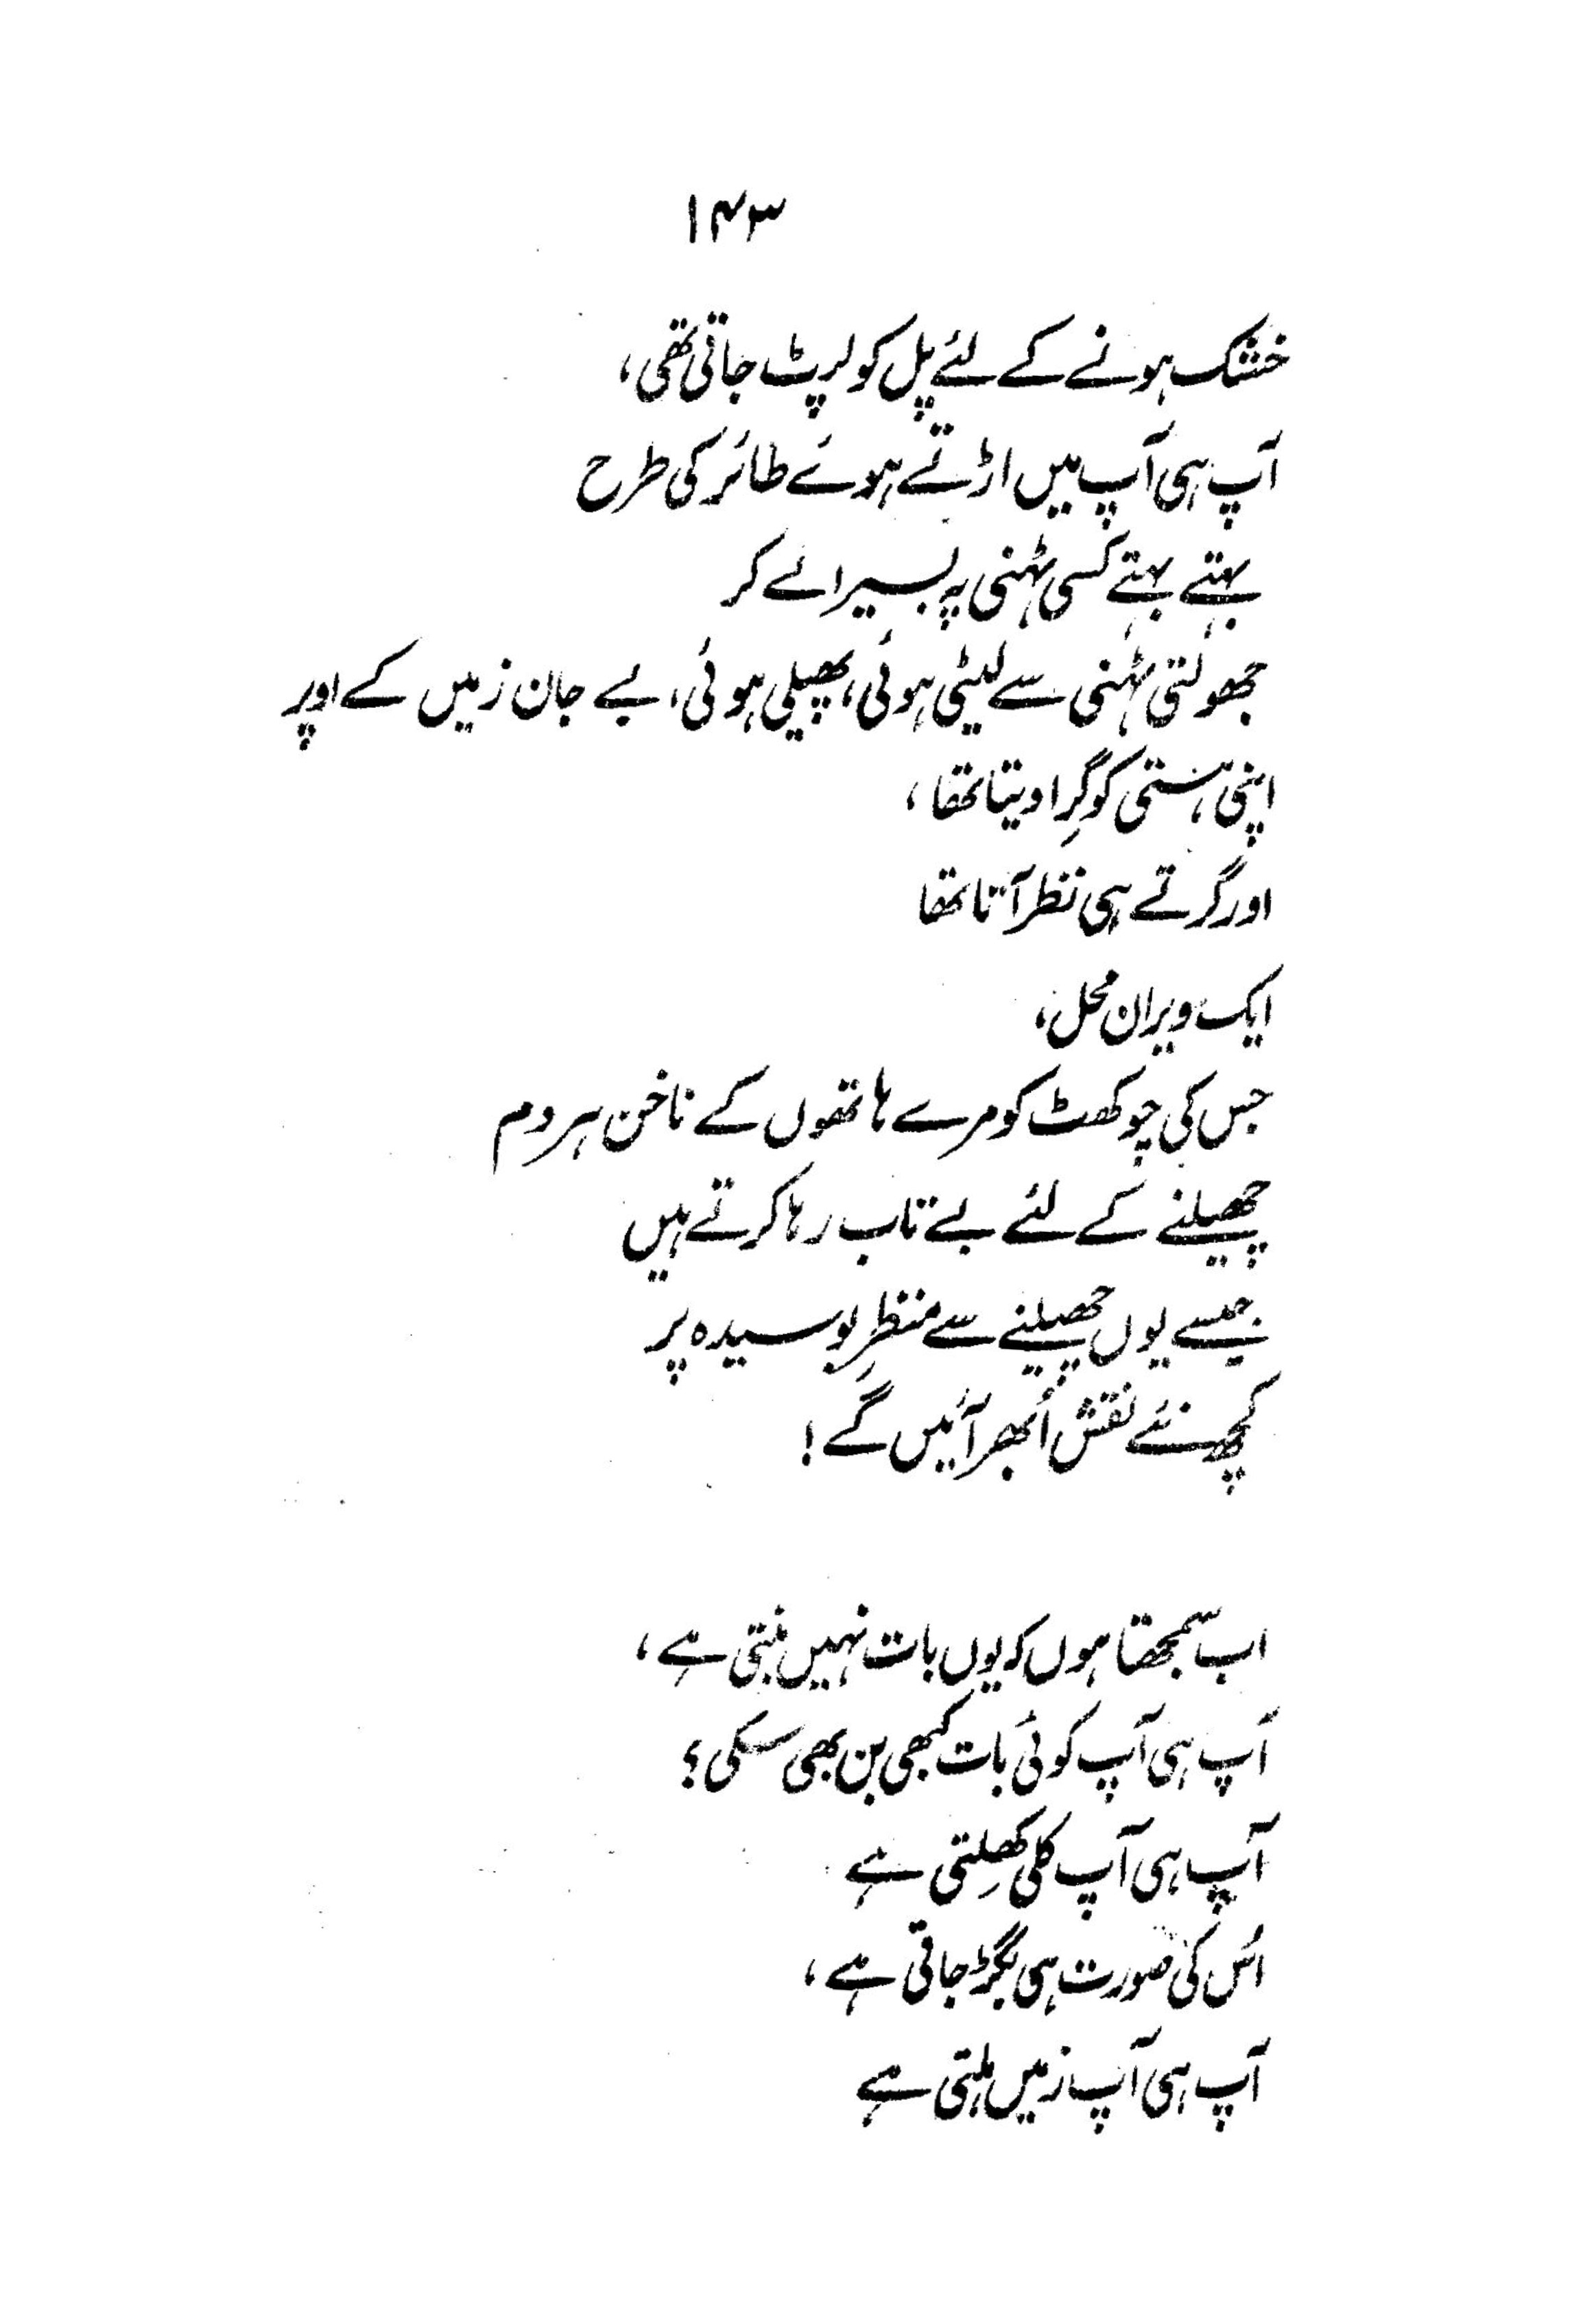 ۱۴۳
خشک ہونے کے لئے پل کو لپٹ جاتی تھی،
آپ ہی آپ میں اڑتے ہوئے طائر کی طرح
بہتے بہتے کسی ٹہنی پہ بسیرا لے کر
جھولتی ٹہنی سے لپٹی ہوئی، پھیلی ہوئی، بے جان زمیں کے اوپر
اپنی ہستی کو گِرا دیتا تھا،
اور گرتے ہی نظر آتا تھا
ایک ویران محل،
جس کی چوکھٹ کو مرے ہاتھوں کے ناخن ہر دم
چھیلنے کے لئے بے تاب رہا کرتے ہیں
جیسے یوں چھیلنے سے منظرِ بوسیدہ پر
کچھ نئے نقش اُبھر آئیں گے!
اب سمجھتا ہوں کہ یوں بات نہیں بنتی ہے،
آپ ہی آپ کوئی بات کبھی بن بھی سکی؟
آپ ہی آپ کلی کھِلتی ہے
اُس کی صورت ہی بگڑ جاتی ہے،
آپ ہی آپ زمیں ہلتی ہے